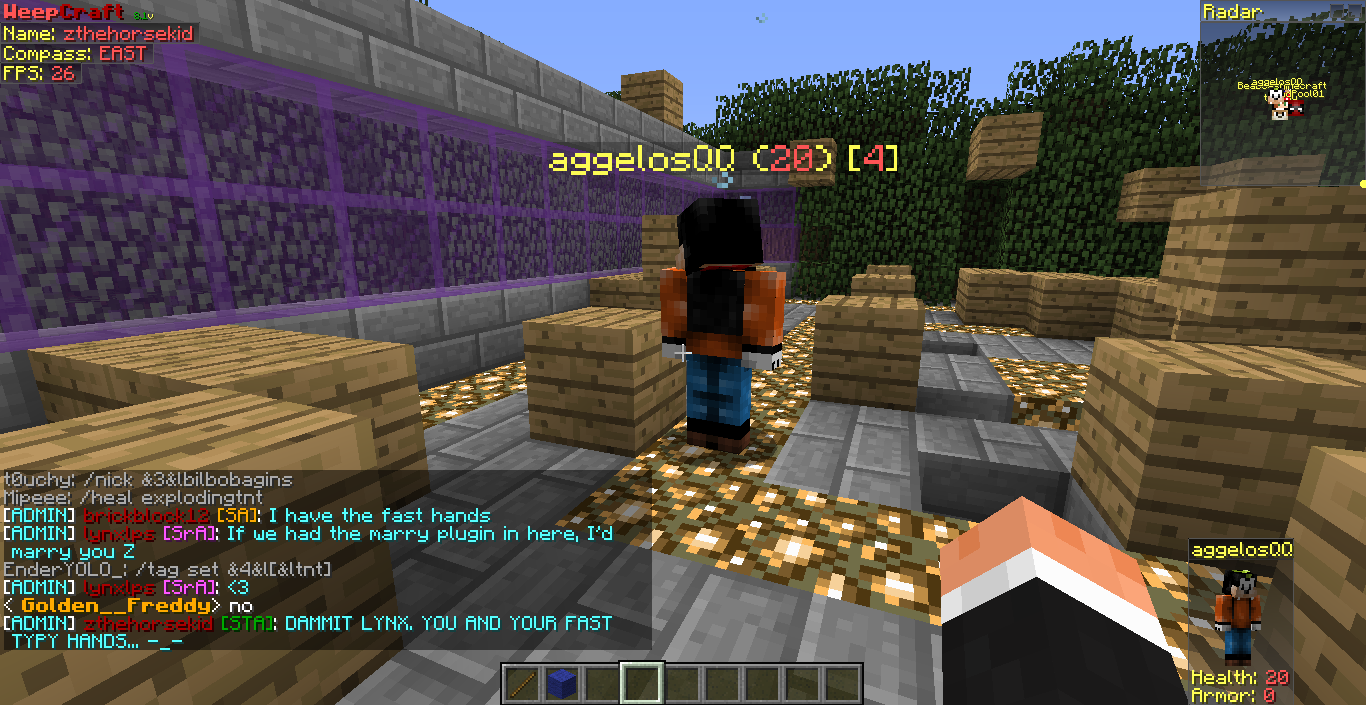 WeepCraft
Name: zthehorsekid
Compass: EAST
FPS: 26
Radar
aggelosQQ
aggelosQQ (20) [4]
t0uchy: /nick &3&lbilbobagins
Mipeee: /heal explodingtnt
[ADMIN] brickblock12 [SA]: I have the fast hands
[ADMIN] lynxlps [SrA]: If we had the marry plugin in here, I'd
marry you Z
EnderYOLO_: /tag set &4&l[&ltnt]
[ADMIN] lynxlps [SrA]: <3
< Golden__Freddy> no
[ADMIN] zthehorsekid [STA]: DAMMIT LYNX. YOU AND YOUR FAST
TYPY HANDS... -_-
aggelosQQ
Health: 20
Armor: 0